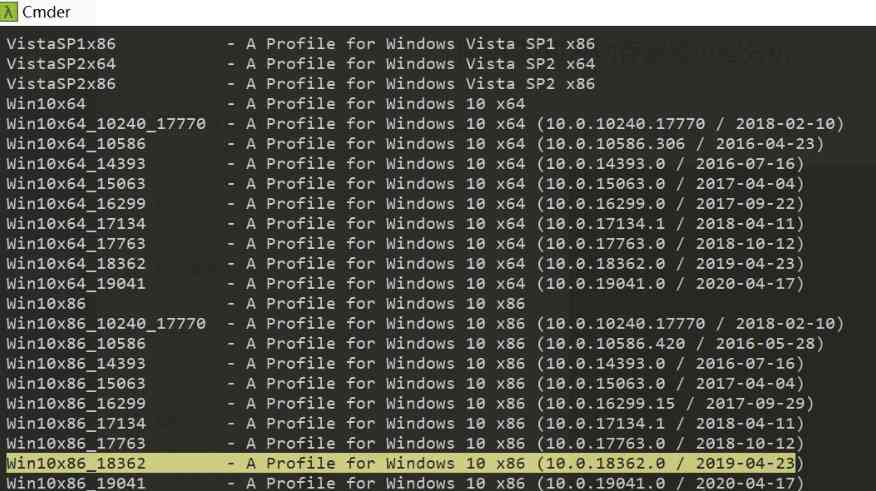 λ Cmder
VistaSP1x86 - A Profile for Windows Vista SP1 x86
VistaSP2x64 - A Profile for Windows Vista SP2 x64
VistaSP2x86 - A Profile for Windows Vista SP2 x86
Win10x64 - A Profile for Windows 10 x64
Win10x64_10240_17770 - A Profile for Windows 10 x64 (10.0.10240.17770 / 2018-02-10)
Win10x64_10586 - A Profile for Windows 10 x64 (10.0.10586.306 / 2016-04-23)
Win10x64_14393 - A Profile for Windows 10 x64 (10.0.14393.0 / 2016-07-16)
Win10x64_15063 - A Profile for Windows 10 x64 (10.0.15063.0 / 2017-04-04)
Win10x64_16299 - A Profile for Windows 10 x64 (10.0.16299.0 / 2017-09-22)
Win10x64_17134 - A Profile for Windows 10 x64 (10.0.17134.1 / 2018-04-11)
Win10x64_17763 - A Profile for Windows 10 x64 (10.0.17763.0 / 2018-10-12)
Win10x64_18362 - A Profile for Windows 10 x64 (10.0.18362.0 / 2019-04-23)
Win10x64_19041 - A Profile for Windows 10 x64 (10.0.19041.0 / 2020-04-17)
Win10x86 - A Profile for Windows 10 x86
Win10x86_10240_17770 - A Profile for Windows 10 x86 (10.0.10240.17770 / 2018-02-10)
Win10x86_10586 - A Profile for Windows 10 x86 (10.0.10586.420 / 2016-05-28)
Win10x86_14393 - A Profile for Windows 10 x86 (10.0.14393.0 / 2016-07-16)
Win10x86_15063 - A Profile for Windows 10 x86 (10.0.15063.0 / 2017-04-04)
Win10x86_16299 - A Profile for Windows 10 x86 (10.0.16299.15 / 2017-09-29)
Win10x86_17134 - A Profile for Windows 10 x86 (10.0.17134.1 / 2018-04-11)
Win10x86_17763 - A Profile for Windows 10 x86 (10.0.17763.0 / 2018-10-12)
Win10x86_18362 - A Profile for Windows 10 x86 (10.0.18362.0 / 2019-04-23)
Win10x86_19041 - A Profile for Windows 10 x86 (10.0.19041.0 / 2020-04-17)